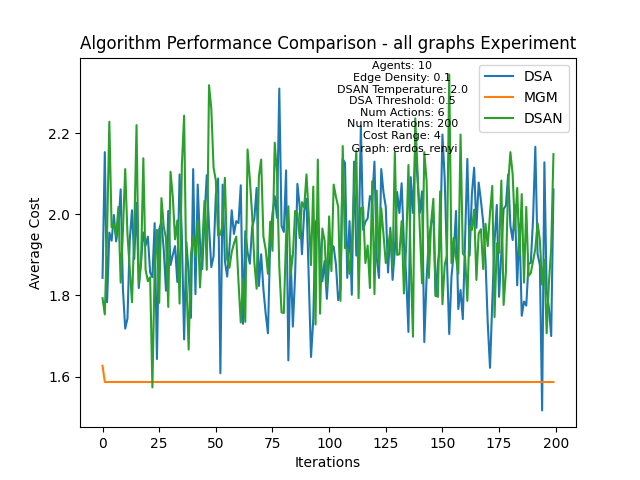 Algorithm Performance Comparison - all graphs Experiment
Agents: 10
Edge Density: 0.1
DSAN Temperature: 2.0
DSA Threshold: 0.5
Num Actions: 6
Num Iterations: 200
Cost Range: 4
Graph: erdos_renyi
DSA
MGM
DSAN
Average Cost
2.2
2.0
1.8
1.6
0
25
50
75
100
125
150
175
200
Iterations